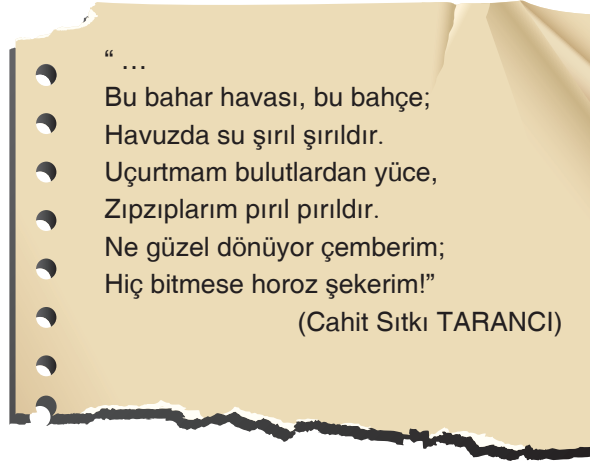 “ …
Bu bahar havası, bu bahçe;
Havuzda su şırıl şırıldır.
Uçurtmam bulutlardan yüce,
Zıpzıplarım pırıl pırıldır.
Ne güzel dönüyor çemberim;
Hiç bitmese horoz şekerim!”
(Cahit Sıtkı TARANCI)